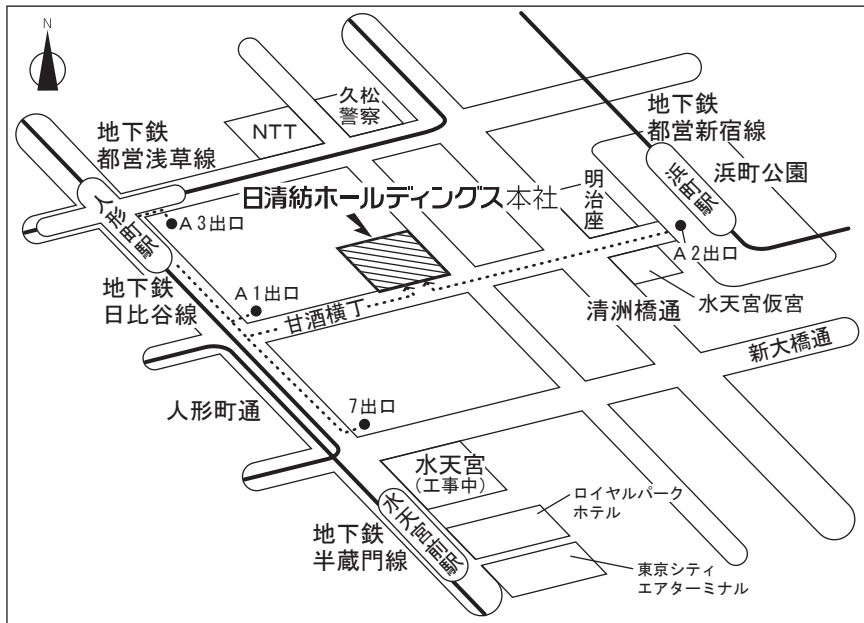 N
久松
警察
NTT
地下鉄
都営浅草線
地下鉄
都営新宿線
浜町駅
浜町公園
明治座
日清紡ホールディングス本社
人形町駅
A3出口
A2出口
地下鉄
日比谷線
A1出口
甘酒横丁
清洲橋通
水天宮仮宮
新大橋通
人形町通
7出口
水天宮
(工事中)
ロイヤルパーク
ホテル
水天宮前駅
地下鉄
半蔵門線
東京シティ
エアターミナル